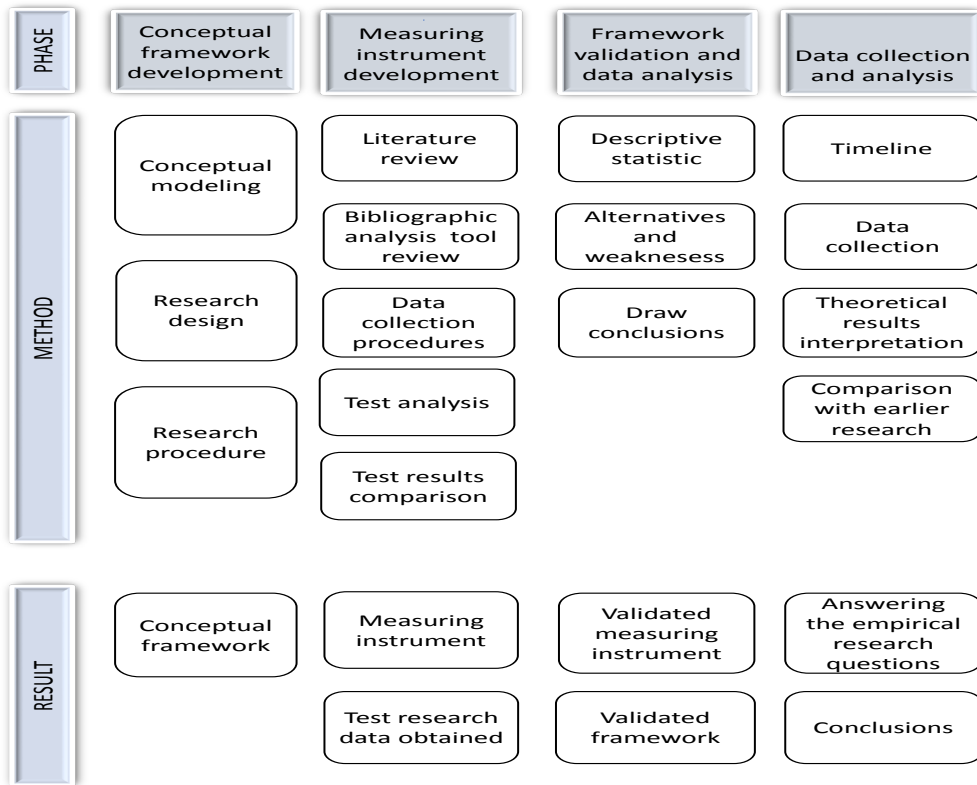 PHASE
Conceptual
framework
development
Measuring
instrument
development
Framework
validation and
data analysis
Data collection
and analysis
METHOD
Conceptual
modeling
Research
design
Research
procedure
Literature
review
Bibliographic
analysis tool
review
Data
collection
procedures
Test analysis
Test results
comparison
Descriptive
statistic
Alternatives
and
weaknesess
Draw
conclusions
Timeline
Data
collection
Theoretical
results
interpretation
Comparison
with earlier
research
RESULT
Conceptual
framework
Measuring
instrument
Test research
data obtained
Validated
measuring
instrument
Validated
framework
Answering
the empirical
research
questions
Conclusions